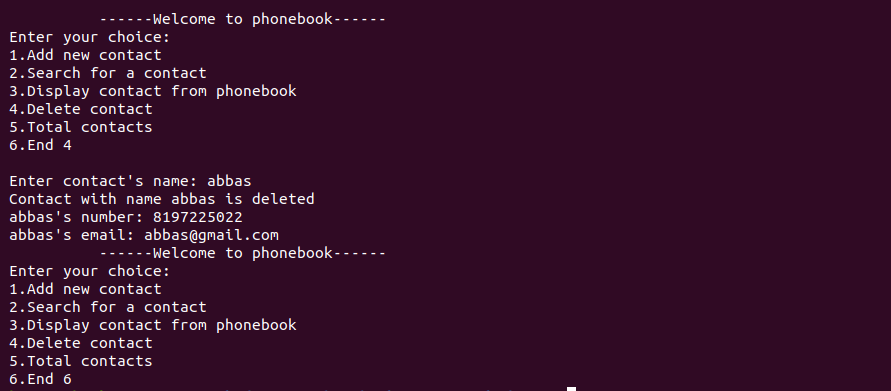 ------Welcome to phonebook------
Enter your choice:
1.Add new contact
2.Search for a contact
3.Display contact from phonebook
4.Delete contact
5.Total contacts
6.End 4
Enter contact's name: abbas
Contact with name abbas is deleted
abbas's number: 8197225022
abbas's email: abbas@gmail.com
------Welcome to phonebook------
Enter your choice:
1.Add new contact
2.Search for a contact
3.Display contact from phonebook
4.Delete contact
5.Total contacts
6.End 6